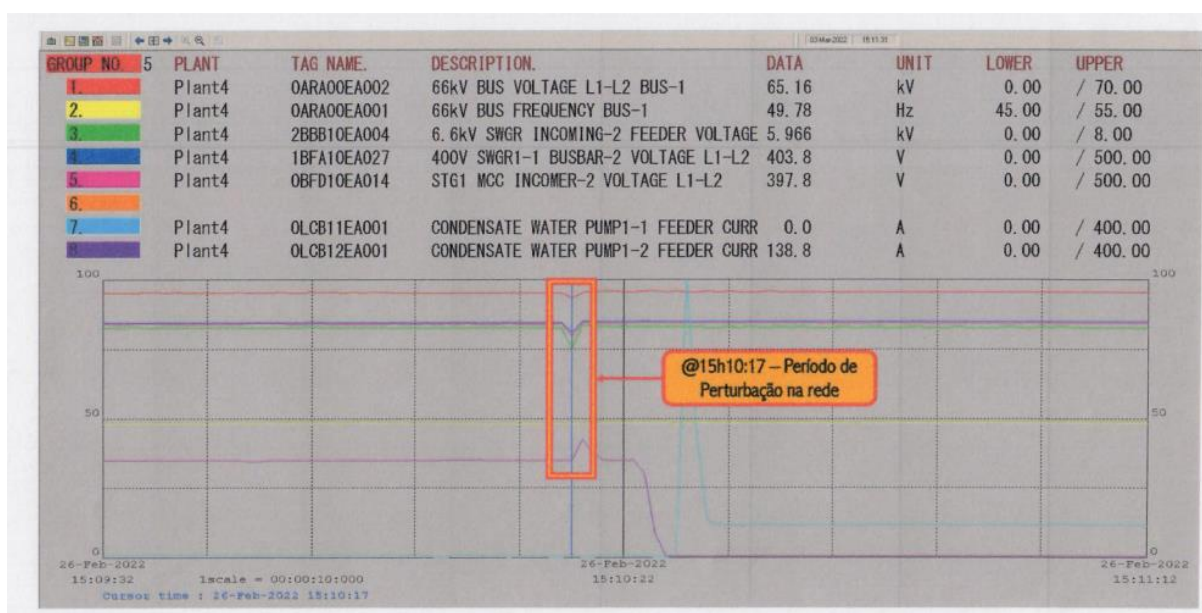 03-Mar-2022 15:11:31
GROUP NO. 5 PLANT TAG NAME. DESCRIPTION. DATA UNIT LOWER UPPER
1. Plant4 0ARA00EA002 66kV BUS VOLTAGE L1-L2 BUS-1 65.16 kV 0.00 / 70.00
2. Plant4 0ARA00EA001 66kV BUS FREQUENCY BUS-1 49.78 Hz 45.00 / 55.00
3. Plant4 2BBB10EA004 6.6kV SWGR INCOMING-2 FEEDER VOLTAGE 5.966 kV 0.00 / 8.00
4. Plant4 1BFA10EA027 400V SWGR1-1 BUSBAR-2 VOLTAGE L1-L2 403.8 V 0.00 / 500.00
5. Plant4 0BFD10EA014 STG1 MCC INCOMER-2 VOLTAGE L1-L2 397.8 V 0.00 / 500.00
6.
7. Plant4 0LCB11EA001 CONDENSATE WATER PUMP1-1 FEEDER CURR 0.0 A 0.00 / 400.00
8. Plant4 0LCB12EA001 CONDENSATE WATER PUMP1-2 FEEDER CURR 138.8 A 0.00 / 400.00
100 100
@15h10:17 – Período de
Perturbação na rede
50 50
0 0
26-Feb-2022 26-Feb-2022 26-Feb-2022
15:09:32 1scale = 00:00:10:000 15:10:22 15:11:12
Cursor time : 26-Feb-2022 15:10:17